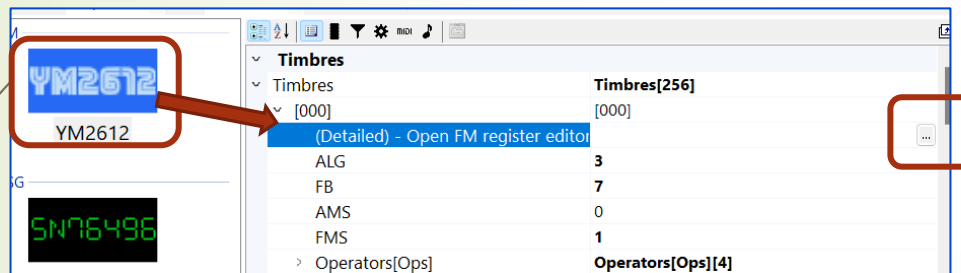 YM2612
YM2612
SN76496
MIDI
Timbres
Timbres Timbres[256]
[000] [000]
(Detailed) - Open FM register editor ...
ALG 3
FB 7
AMS 0
FMS 1
Operators[Ops] Operators[Ops][4]